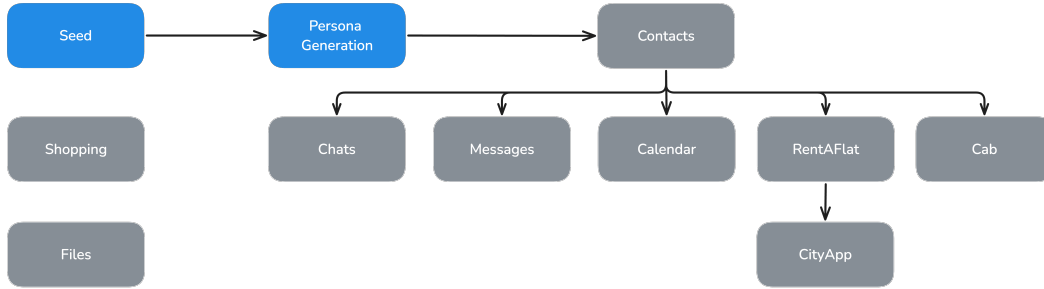 Seed
Persona
Generation
Contacts
Shopping
Chats
Messages
Calendar
RentAFlat
Cab
Files
CityApp